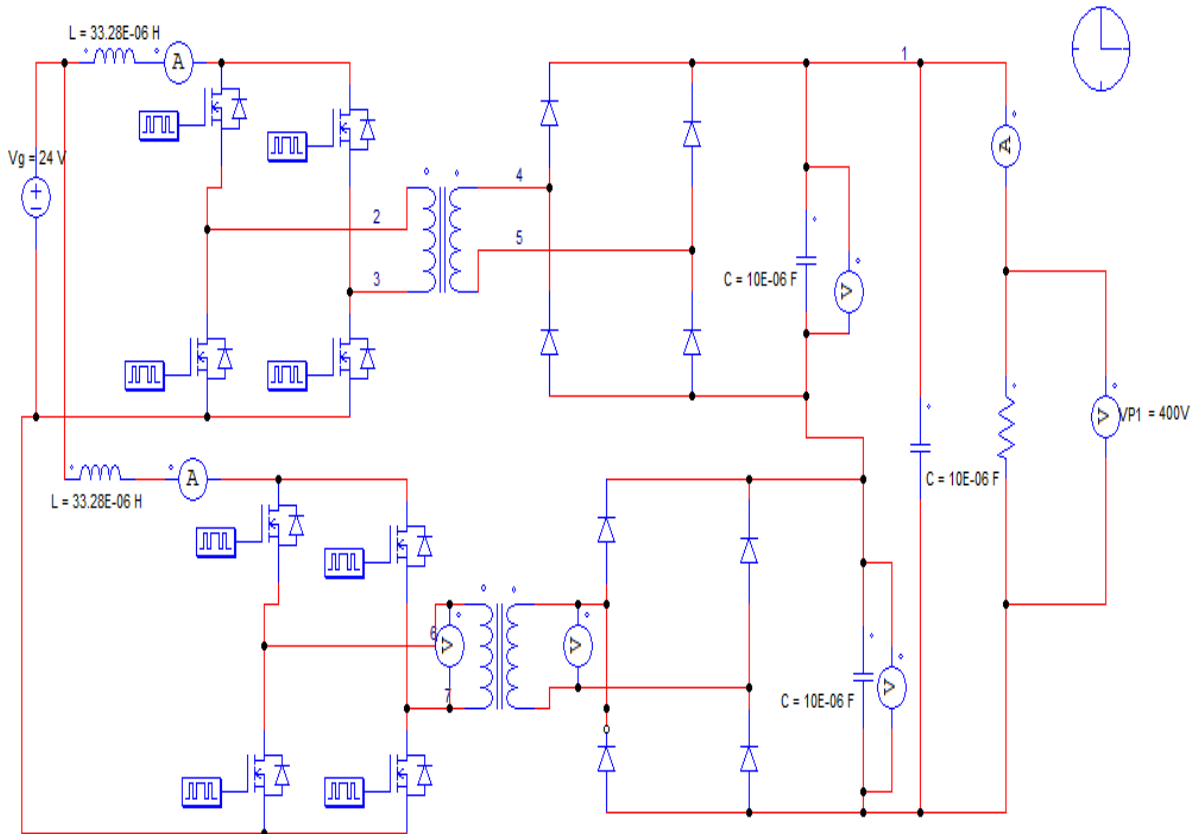 L = 33.28E-06 H
A
1
A
Vg = 24 V
4
2
5
C = 10E-06 F
V
3
V
VP1 = 400V
A
L = 33.28E-06 H
C = 10E-06 F
6
V
V
7
C = 10E-06 F
V